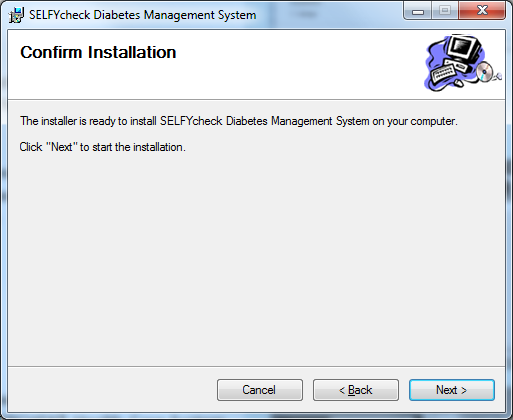 SELFYcheck Diabetes Management System
Confirm Installation
The installer is ready to install SELFYcheck Diabetes Management System on your computer.
Click "Next" to start the installation.
Cancel
< Back
Next >